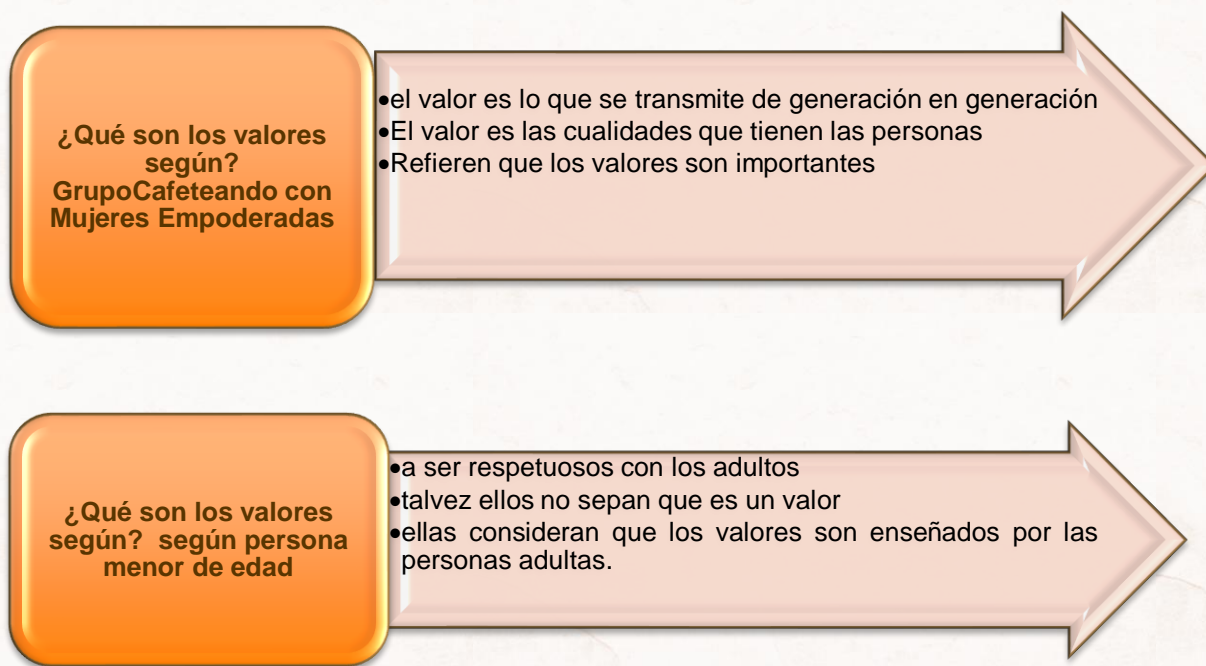 ¿Qué son los valores
según?
GrupoCafeteando con
Mujeres Empoderadas
•el valor es lo que se transmite de generación en generación
•El valor es las cualidades que tienen las personas
•Refieren que los valores son importantes
¿Qué son los valores
según? según persona
menor de edad
•a ser respetuosos con los adultos
•talvez ellos no sepan que es un valor
•ellas consideran que los valores son enseñados por las
personas adultas.